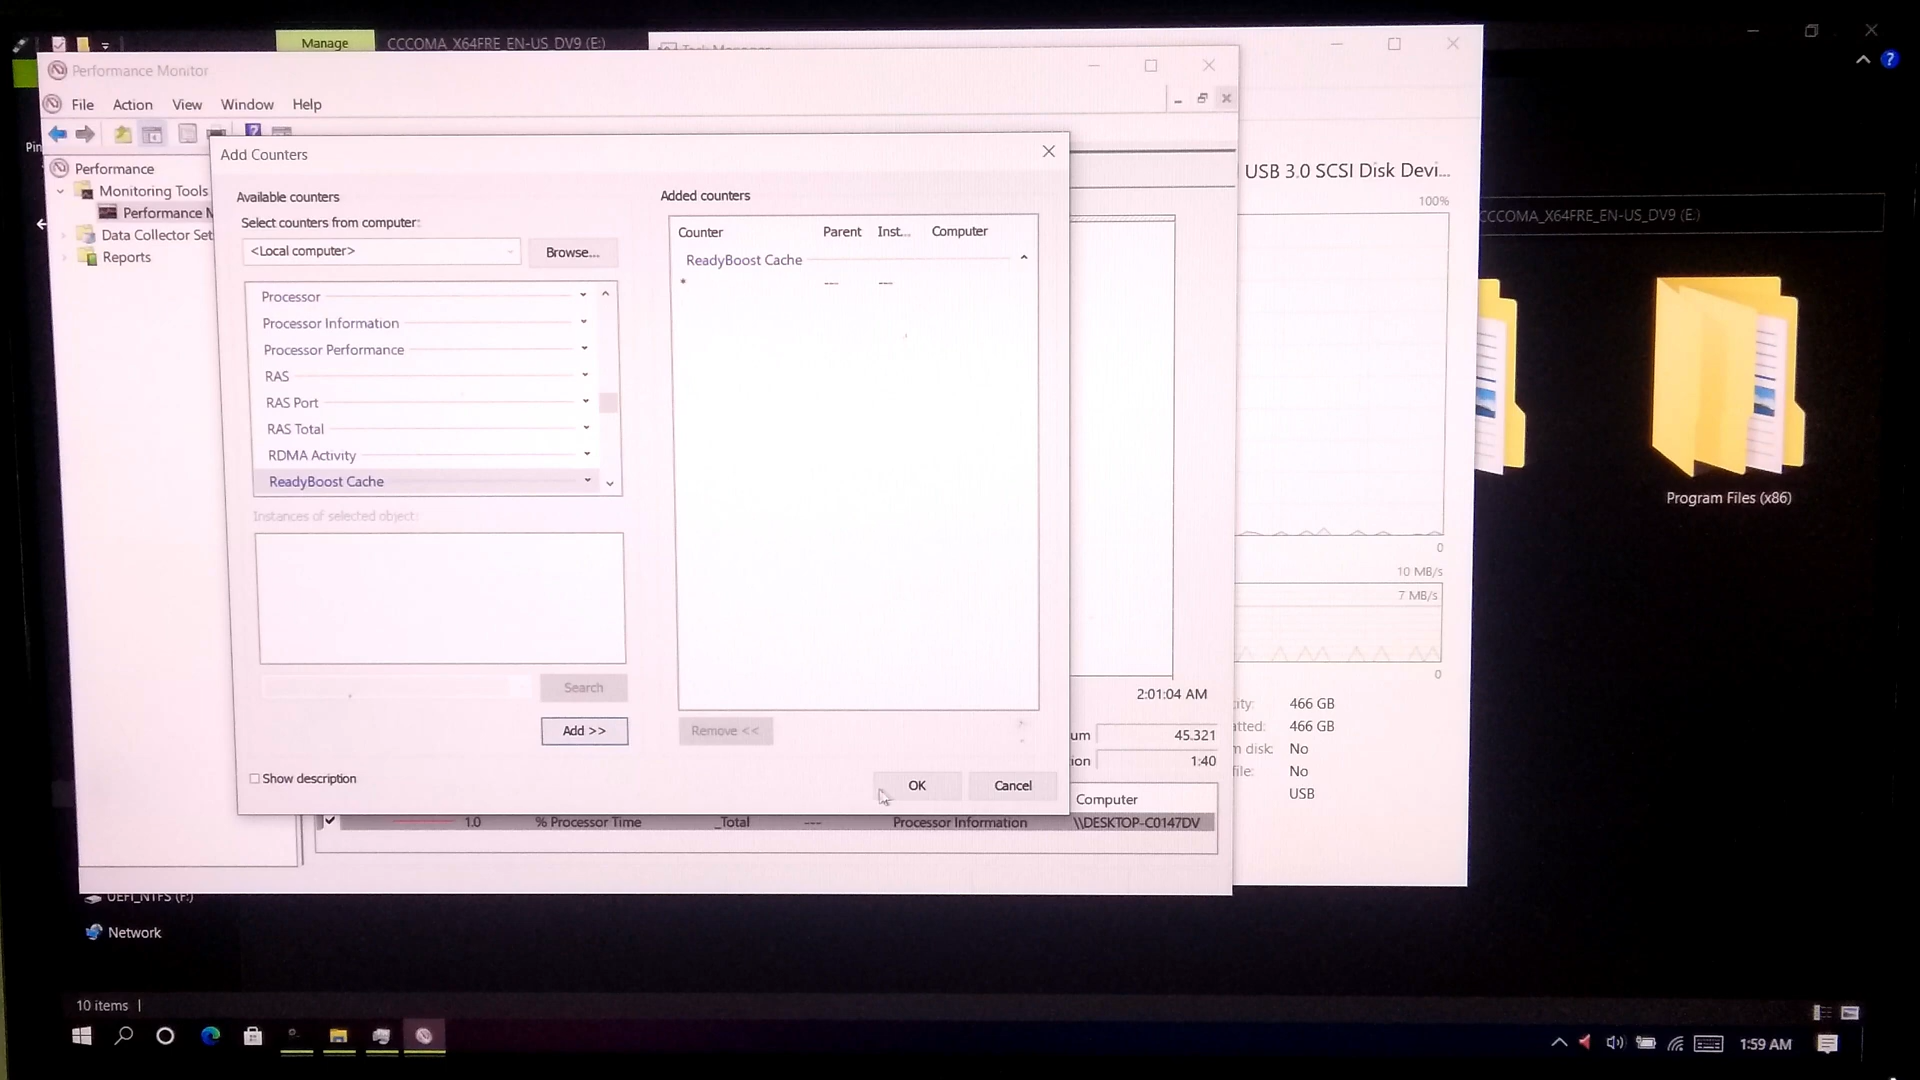 Manage
CCCOMA_X64FRE_EN-US_DV9 (E:)
Task Manager
Performance Monitor
File Action View Window Help
Pin
Add Counters
Performance
Monitoring Tools
Performance M
Data Collector Set
Reports
Available counters
Select counters from computer:
<Local computer>
Browse...
Processor
Processor Information
Processor Performance
RAS
RAS Port
RAS Total
RDMA Activity
ReadyBoost Cache
Instances of selected object:
Search
Add >>
Show description
Added counters
Counter Parent Inst... Computer
ReadyBoost Cache
* --- ---
Remove <<
OK Cancel
2:01:04 AM
um 45.321
ion 1:40
Computer
1.0 % Processor Time _Total --- Processor Information \\DESKTOP-C0147DV
USB 3.0 SCSI Disk Devi...
100%
0
10 MB/s
7 MB/s
0
ity: 466 GB
atted: 466 GB
m disk: No
file: No
USB
CCCOMA_X64FRE_EN-US_DV9 (E:)
Program Files (x86)
UEFI_NTFS (F:)
Network
10 items
1:59 AM